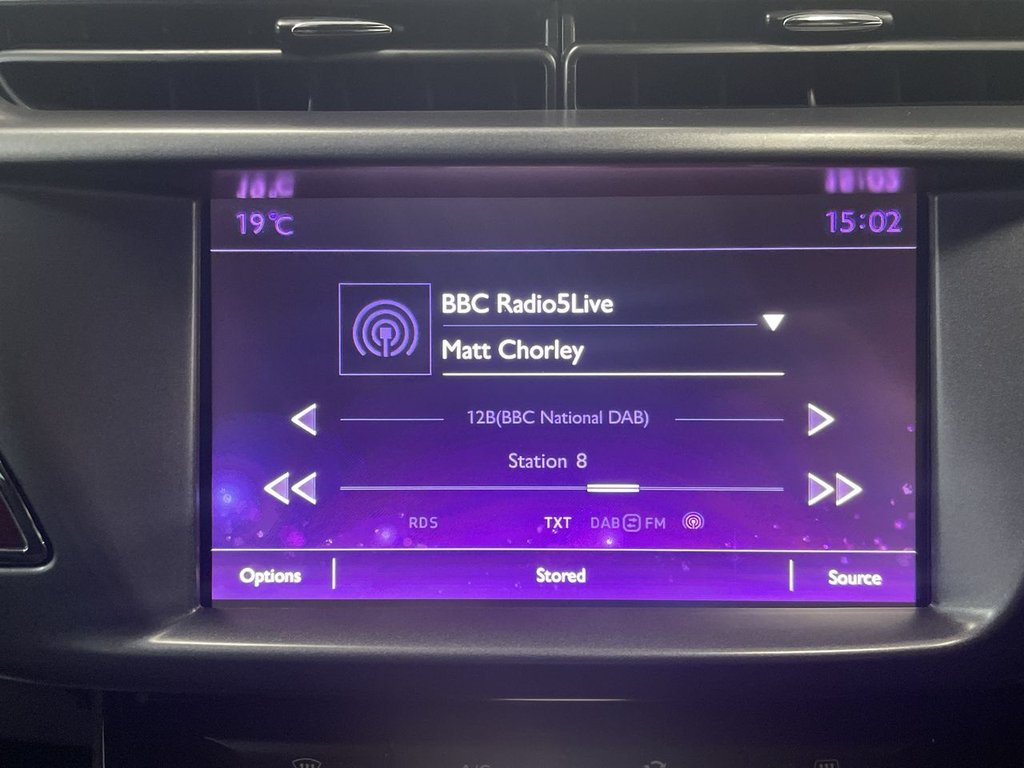 19°C
15:02
BBC Radio5Live
Matt Chorley
12B(BBC National DAB)
Station 8
RDS TXT DAB FM
Options Stored Source